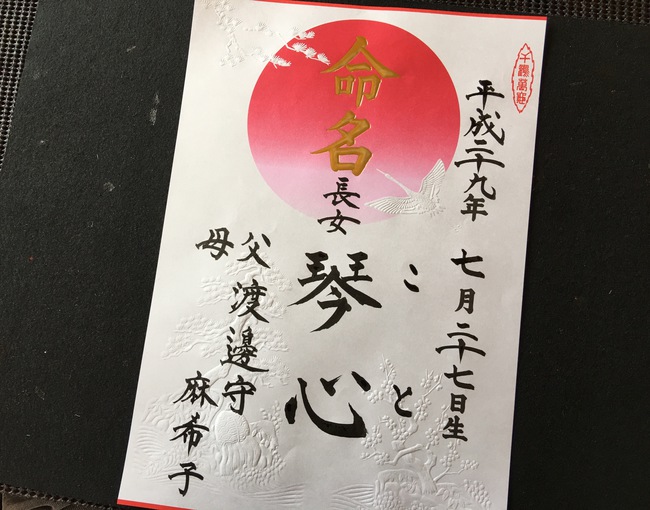 平成二十九年 七月二十七日生
命名
長女
こと
琴心
父 渡邊守
母 麻希子